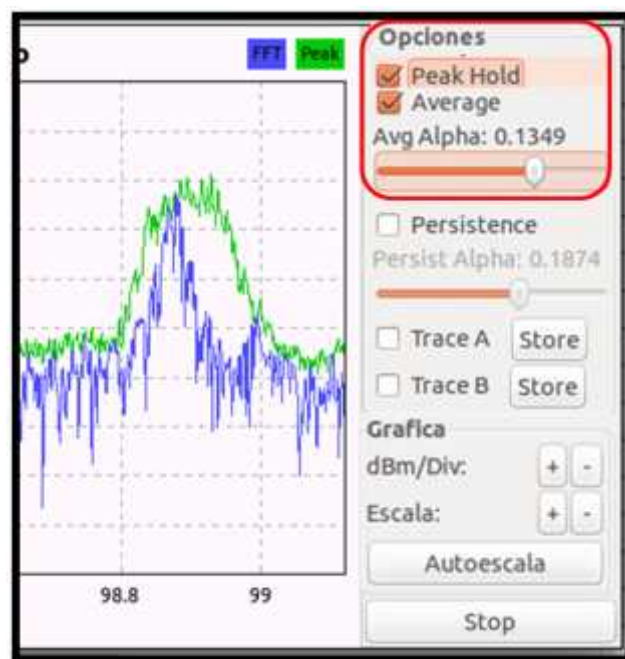 FFT Peak
98.8 99
Opciones
Peak Hold
Average
Avg Alpha: 0.1349
Persistence
Persist Alpha: 0.1874
Trace A Store
Trace B Store
Grafica
dBm/Div: + -
Escala: + -
Autoescala
Stop